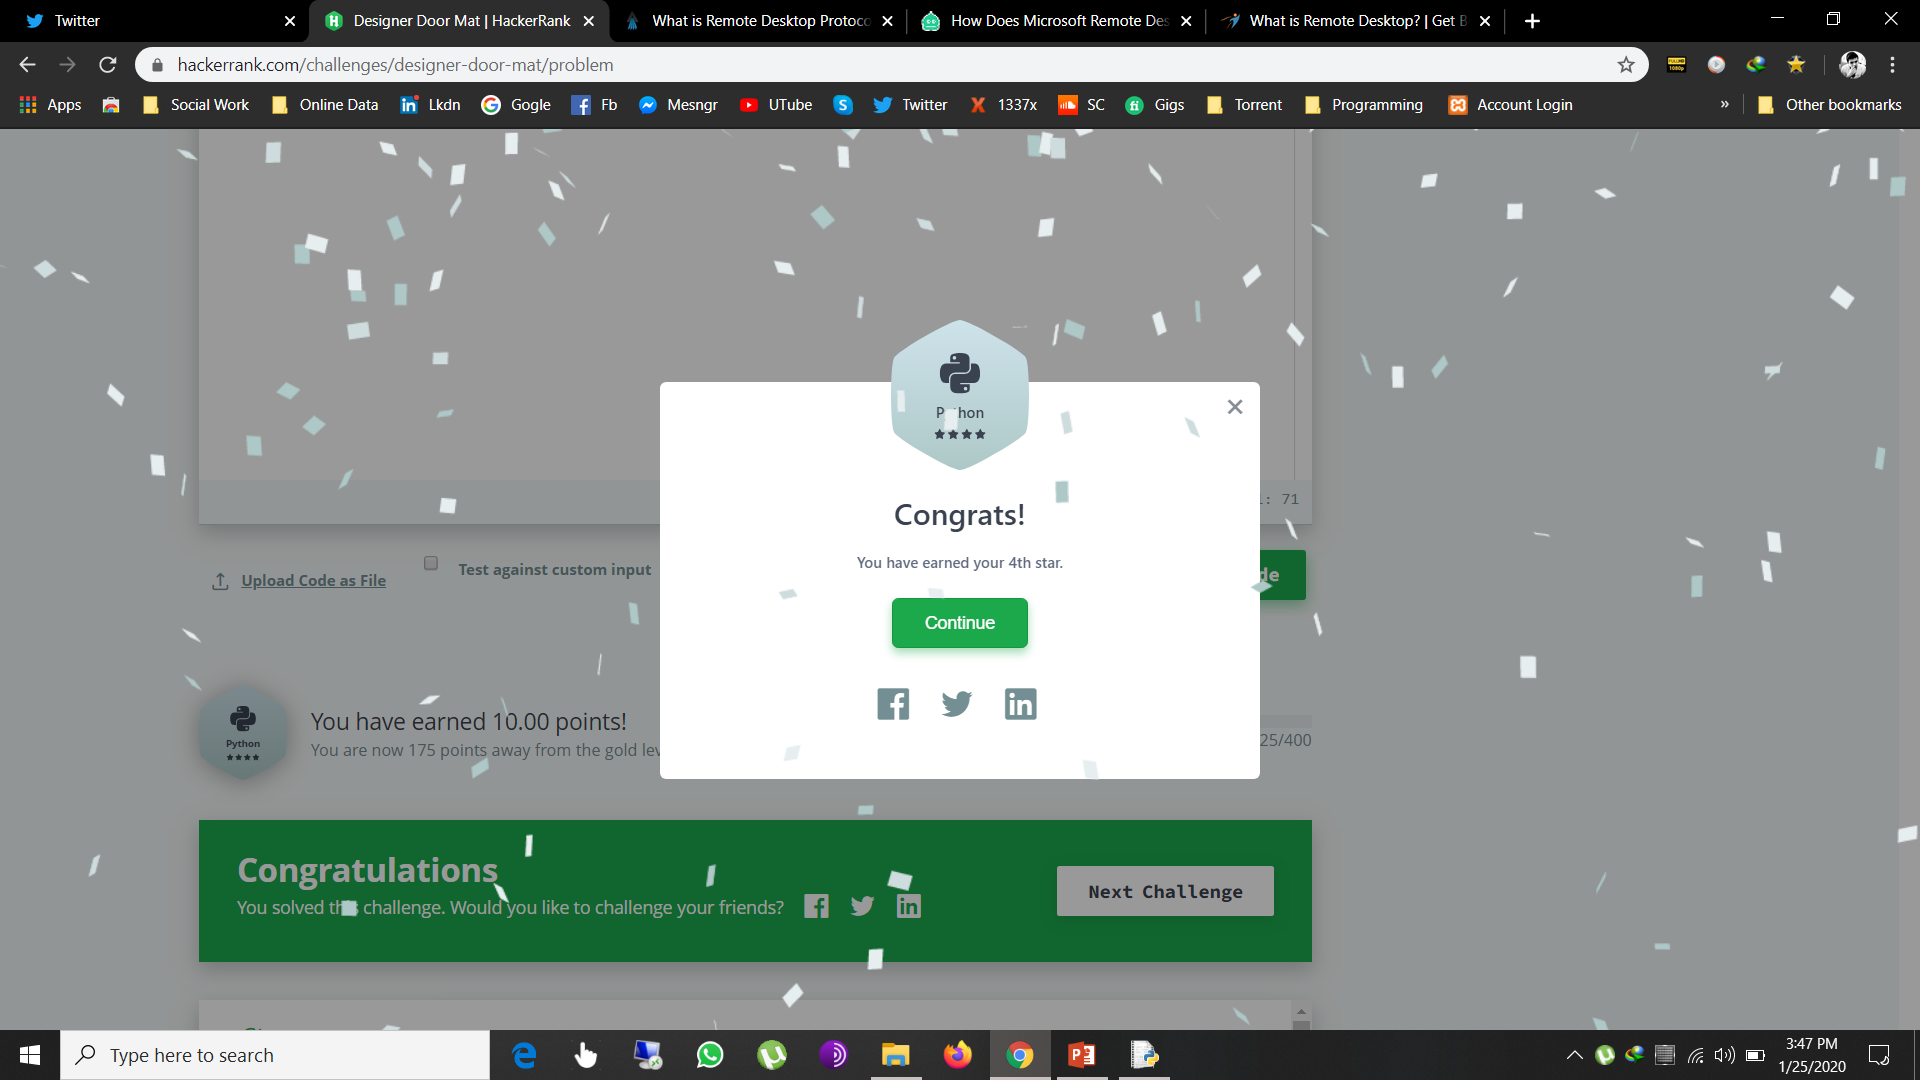 Twitter
Designer Door Mat | HackerRank
What is Remote Desktop Protoco
How Does Microsoft Remote Des
What is Remote Desktop? | Get B
hackerrank.com/challenges/designer-door-mat/problem
Apps
Social Work
Online Data
Lkdn
Gogle
Fb
Mesngr
UTube
Twitter
1337x
SC
Gigs
Torrent
Programming
Account Login
»
Other bookmarks
Python
: 71
Congrats!
You have earned your 4th star.
Continue
Upload Code as File
Test against custom input
de
Python
You have earned 10.00 points!
You are now 175 points away from the gold lev
25/400
Congratulations
You solved this challenge. Would you like to challenge your friends?
Next Challenge
Type here to search
3:47 PM
1/25/2020